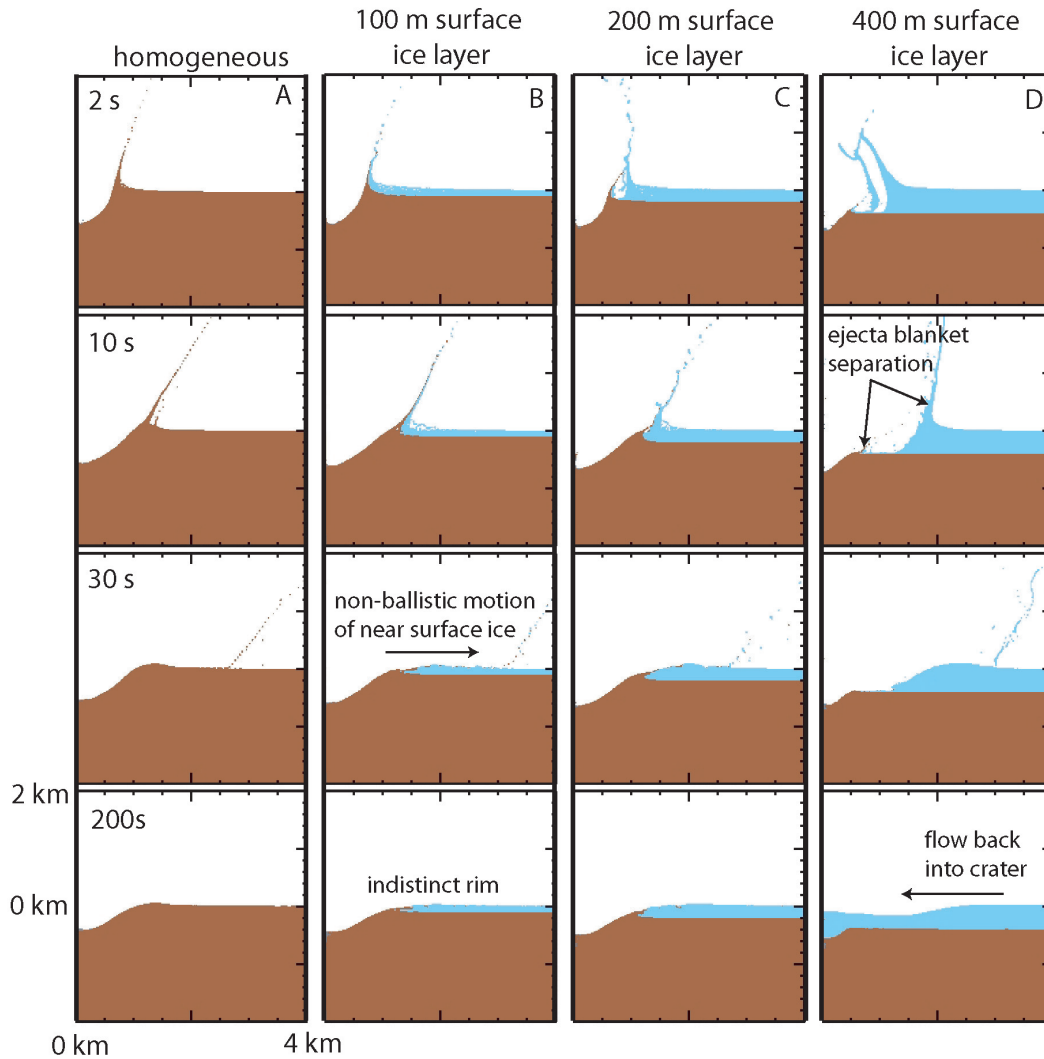 homogeneous
100 m surface
ice layer
200 m surface
ice layer
400 m surface
ice layer
2 s
A
B
C
D
10 s
ejecta blanket
separation
30 s
non-ballistic motion
of near surface ice
2 km
200s
indistinct rim
flow back
into crater
0 km
0 km
4 km